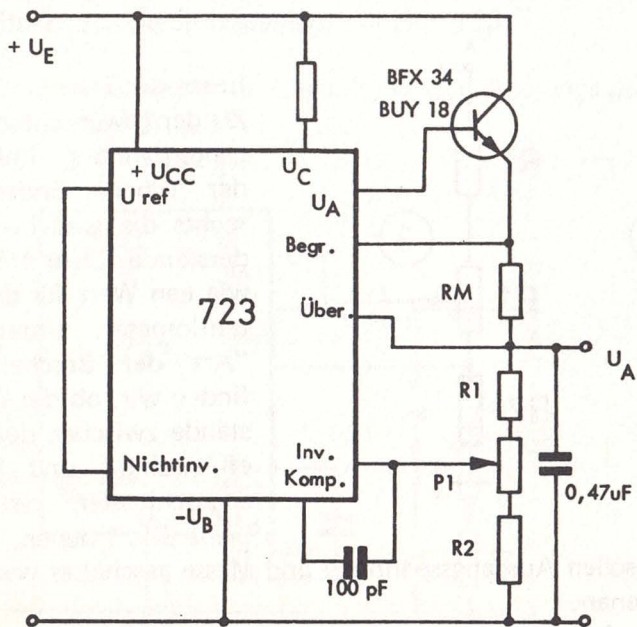 + U_E
BFX 34
BUY 18
+ U_CC
U_C
U ref
U_A
Begr.
RM
723
Über.
U_A
R1
Inv.
Nichtinv.
Komp.
P1
0,47uF
-U_B
R2
100 pF